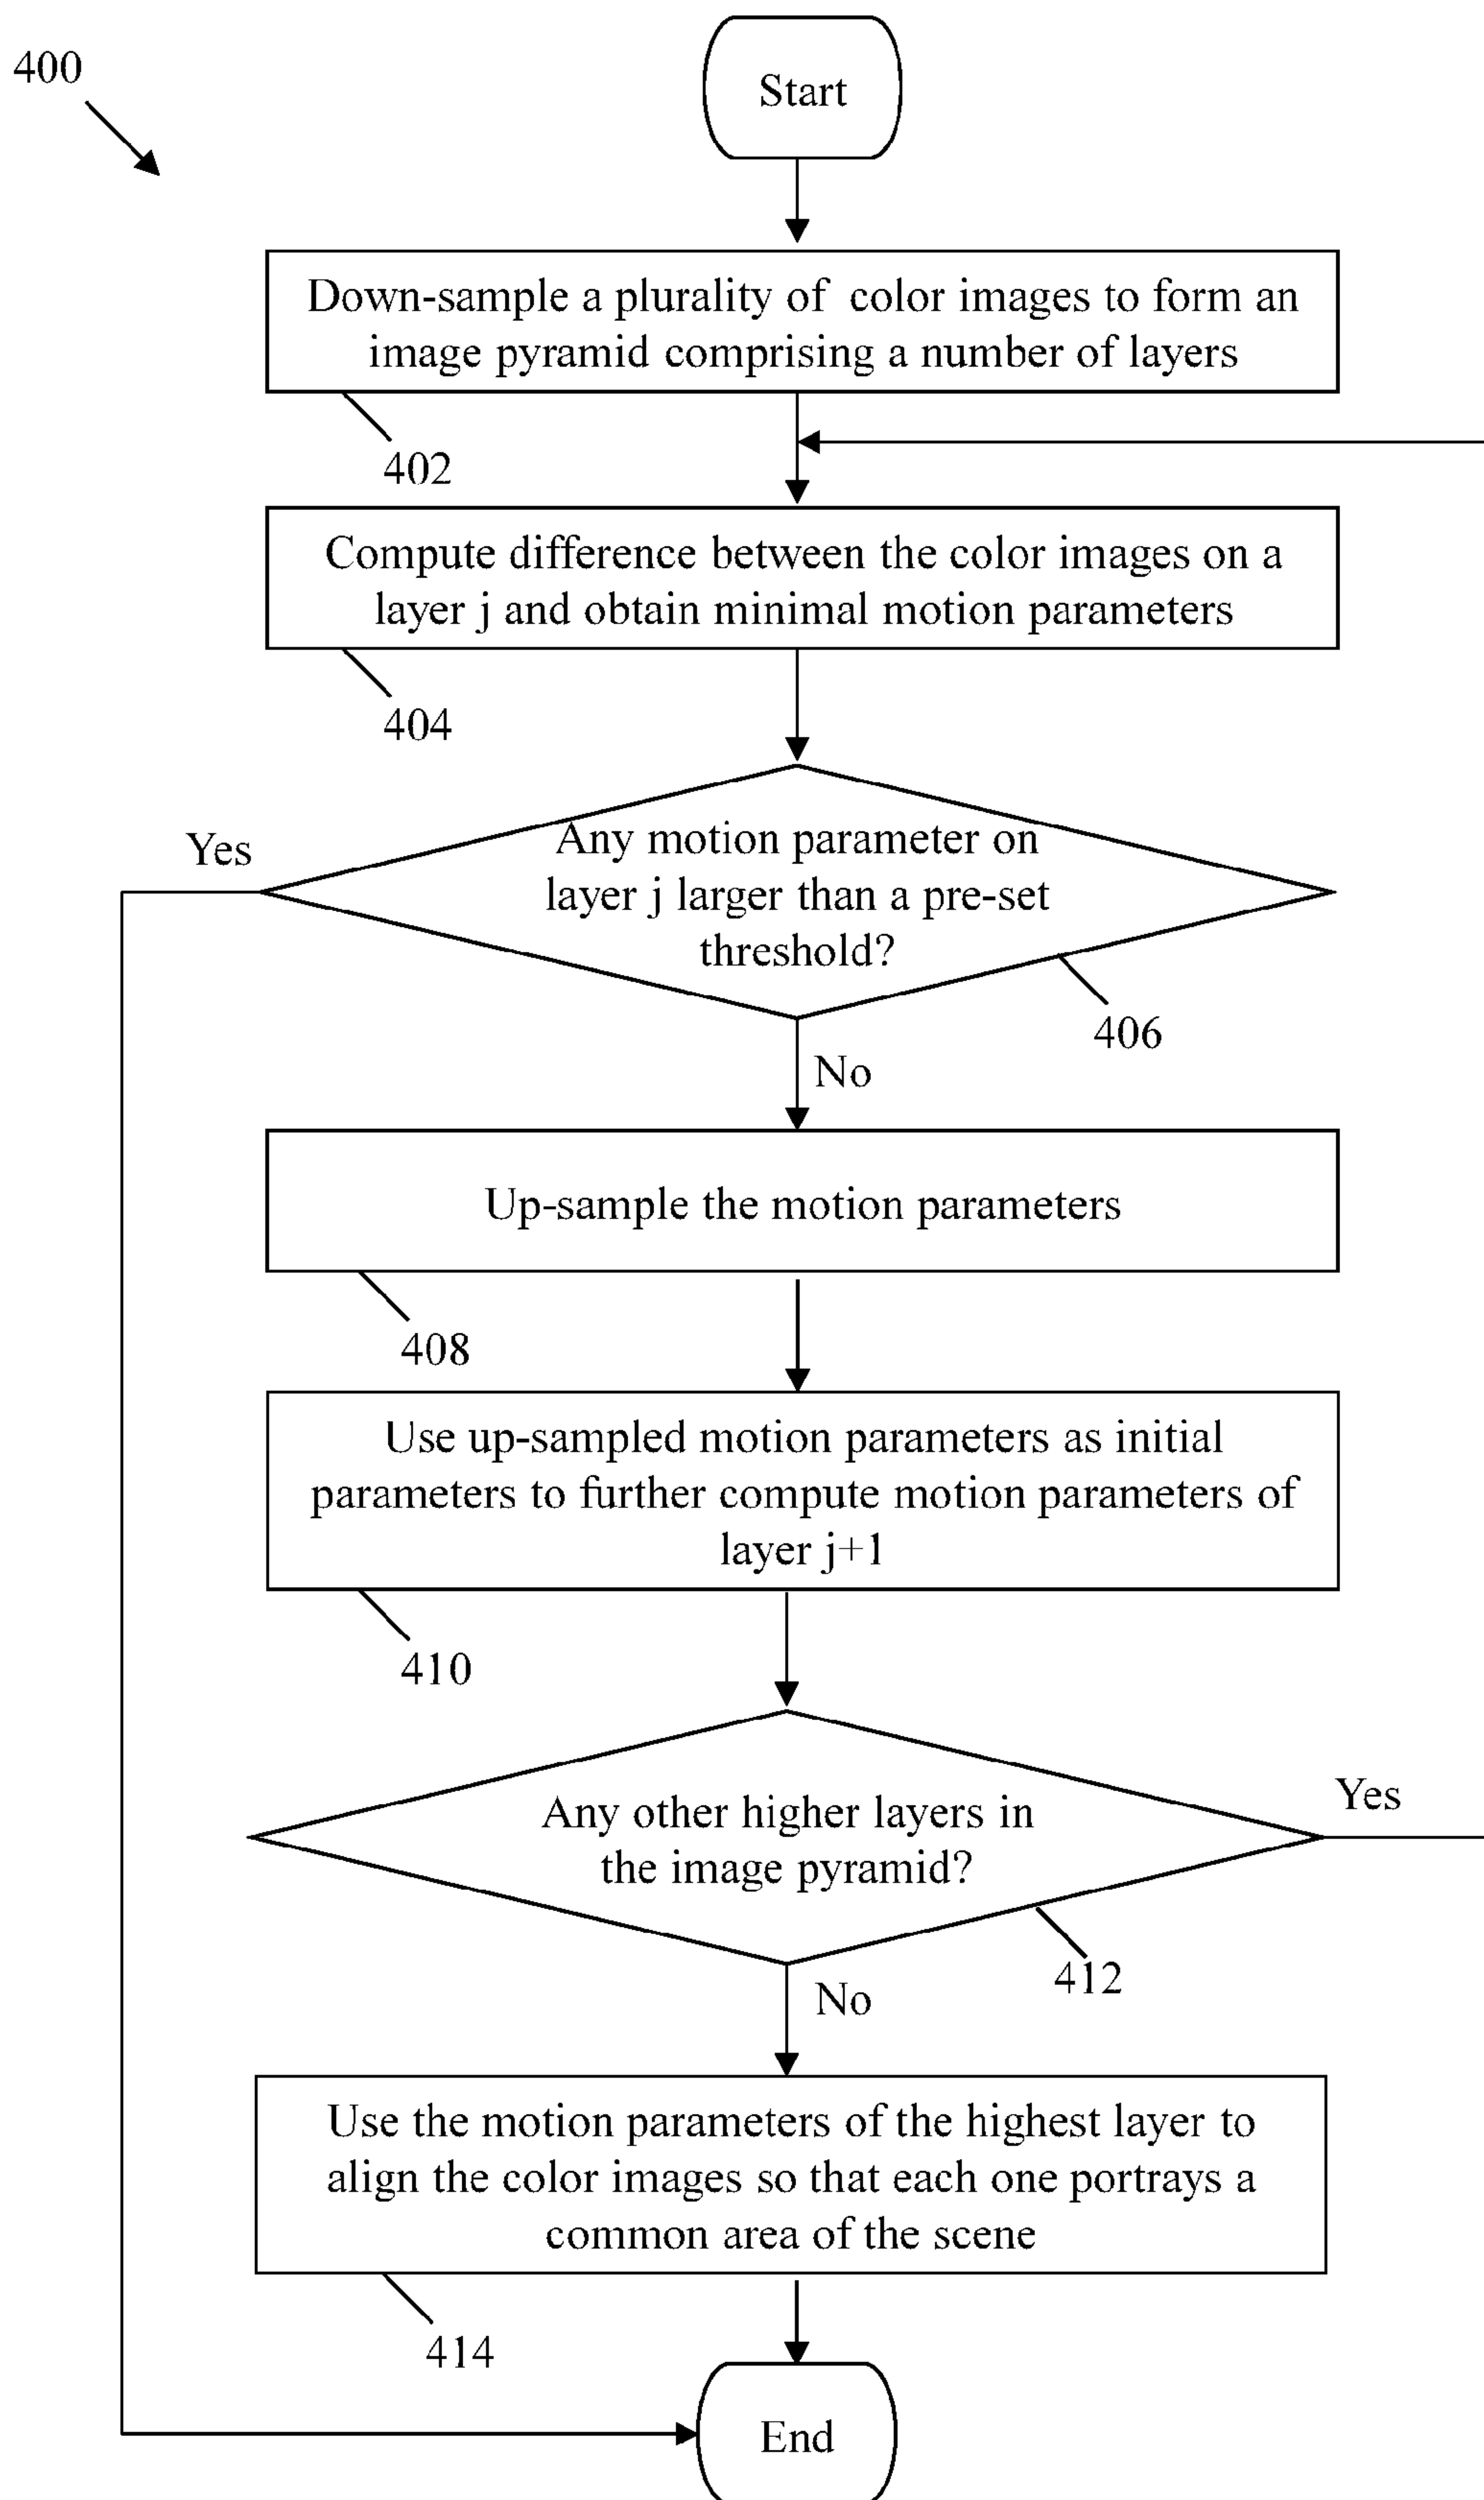 400
Start
Down-sample a plurality of color images to form an
image pyramid comprising a number of layers
402
Compute difference between the color images on a
layer j and obtain minimal motion parameters
404
Yes
Any motion parameter on
layer j larger than a pre-set
threshold?
406
No
Up-sample the motion parameters
408
Use up-sampled motion parameters as initial
parameters to further compute motion parameters of
layer j+1
410
Yes
Any other higher layers in
the image pyramid?
412
No
Use the motion parameters of the highest layer to
align the color images so that each one portrays a
common area of the scene
414
End